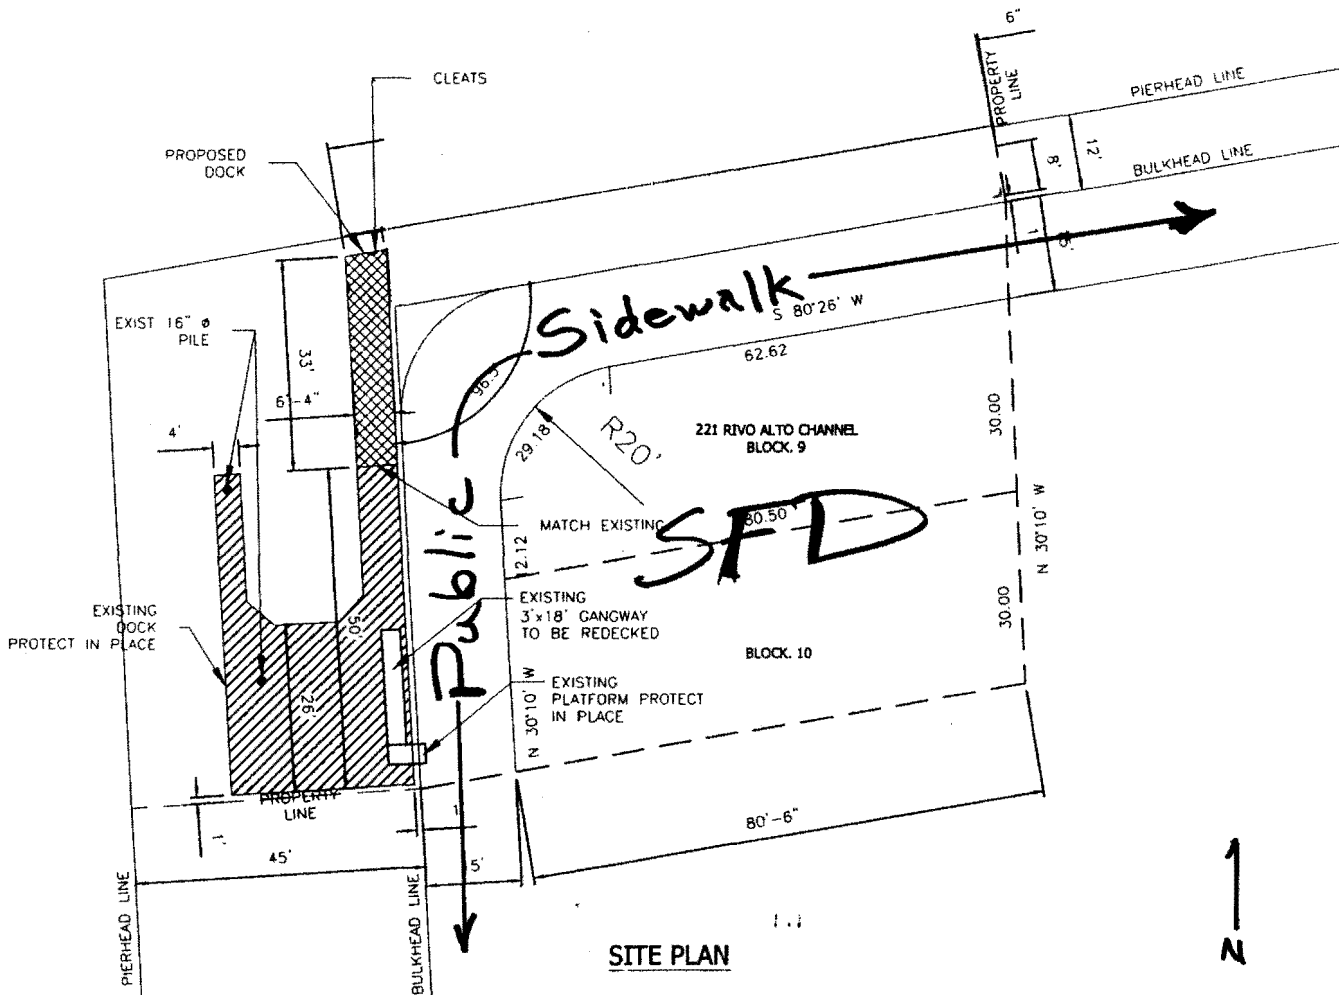 6"
CLEATS
PROPERTY
LINE
PIERHEAD LINE
PROPOSED
DOCK
12'
8'
BULKHEAD LINE
1'
Sidewalk
S 80°26' W
EXIST 16" ø
PILE
33'
62.62
6'-4"
4'
R20'
29.18
221 RIVO ALTO CHANNEL
BLOCK. 9
30.00
Public
MATCH EXISTING
SFD
80.50
N 30°10' W
12.12
EXISTING
3'x18' GANGWAY
TO BE REDECKED
EXISTING
DOCK
PROTECT IN PLACE
50'
30.00
BLOCK. 10
26'
EXISTING
PLATFORM PROTECT
IN PLACE
N 30°10' W
PROPERTY
LINE
1'
1'
80'-6"
45'
PIERHEAD LINE
BULKHEAD LINE
SITE PLAN
N